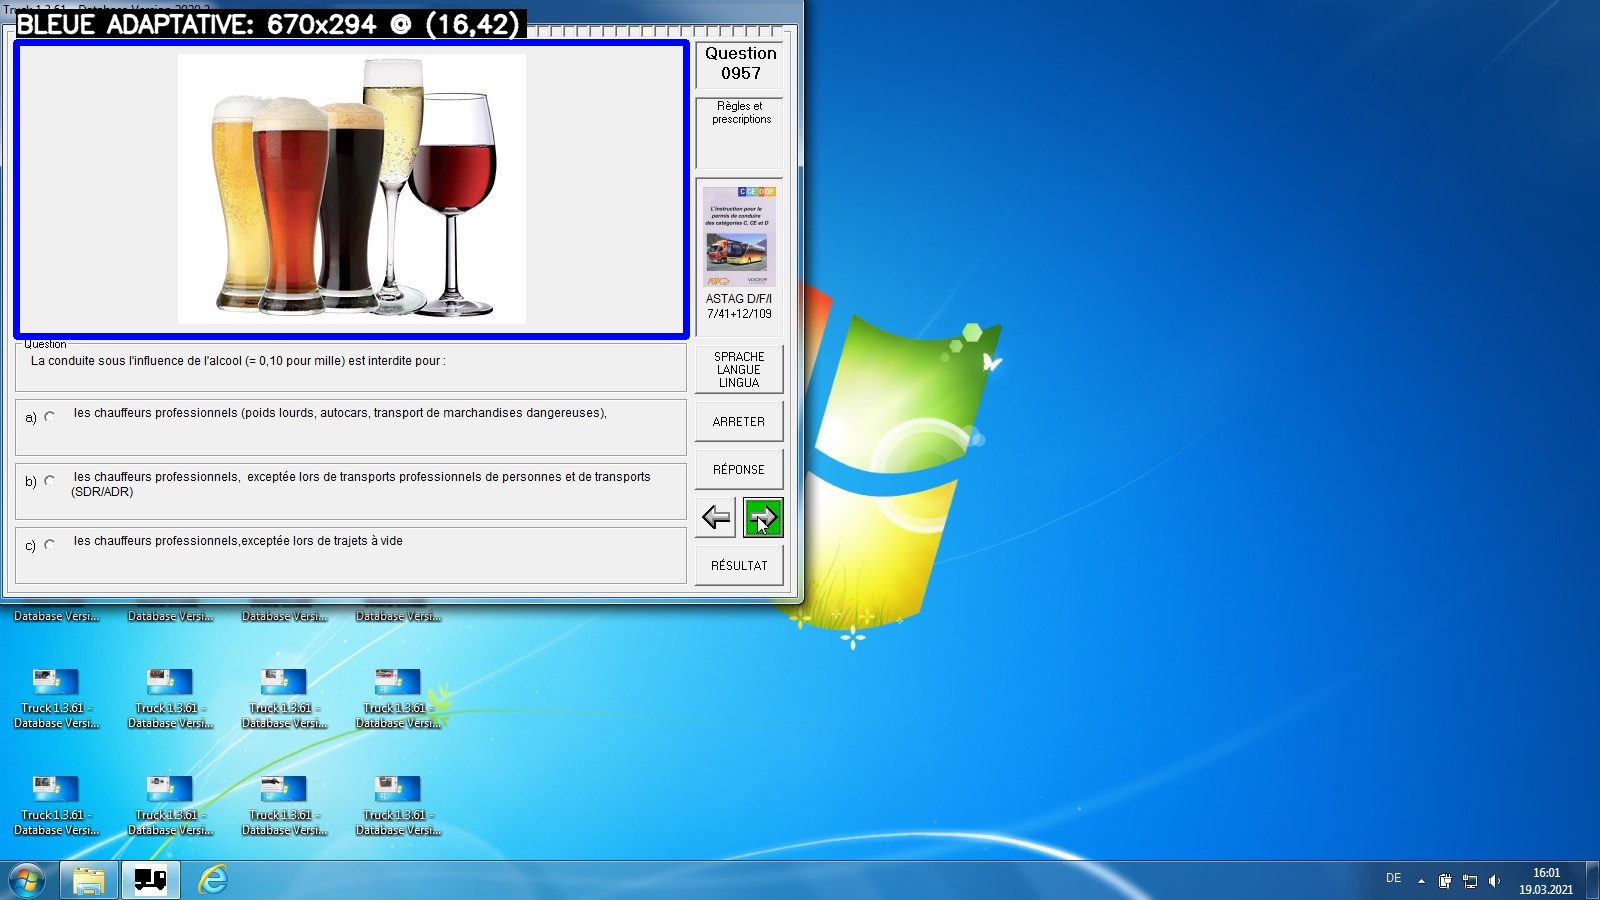 BLEUE ADAPTATIVE: 670x294 @ (16,42)
Question
0957
Règles et
prescriptions
C CE D DE
L'instruction pour le
permis de conduire
des catégories C, CE et D
ASTAG D/F/I
7/41+12/109
Question
La conduite sous l'influence de l'alcool (= 0,10 pour mille) est interdite pour :
a) les chauffeurs professionnels (poids lourds, autocars, transport de marchandises dangereuses),
b) les chauffeurs professionnels, exceptée lors de transports professionnels de personnes et de transports
(SDR/ADR)
c) les chauffeurs professionnels,exceptée lors de trajets à vide
SPRACHE
LANGUE
LINGUA
ARRETER
RÉPONSE
RÉSULTAT
Database Versi...
Database Versi...
Database Versi...
Database Versi...
Truck 1.3.61 -
Database Versi...
Truck 1.3.61 -
Database Versi...
Truck 1.3.61 -
Database Versi...
Truck 1.3.61 -
Database Versi...
Truck 1.3.61 -
Database Versi...
Truck 1.3.61 -
Database Versi...
Truck 1.3.61 -
Database Versi...
Truck 1.3.61 -
Database Versi...
DE
16:01
19.03.2021